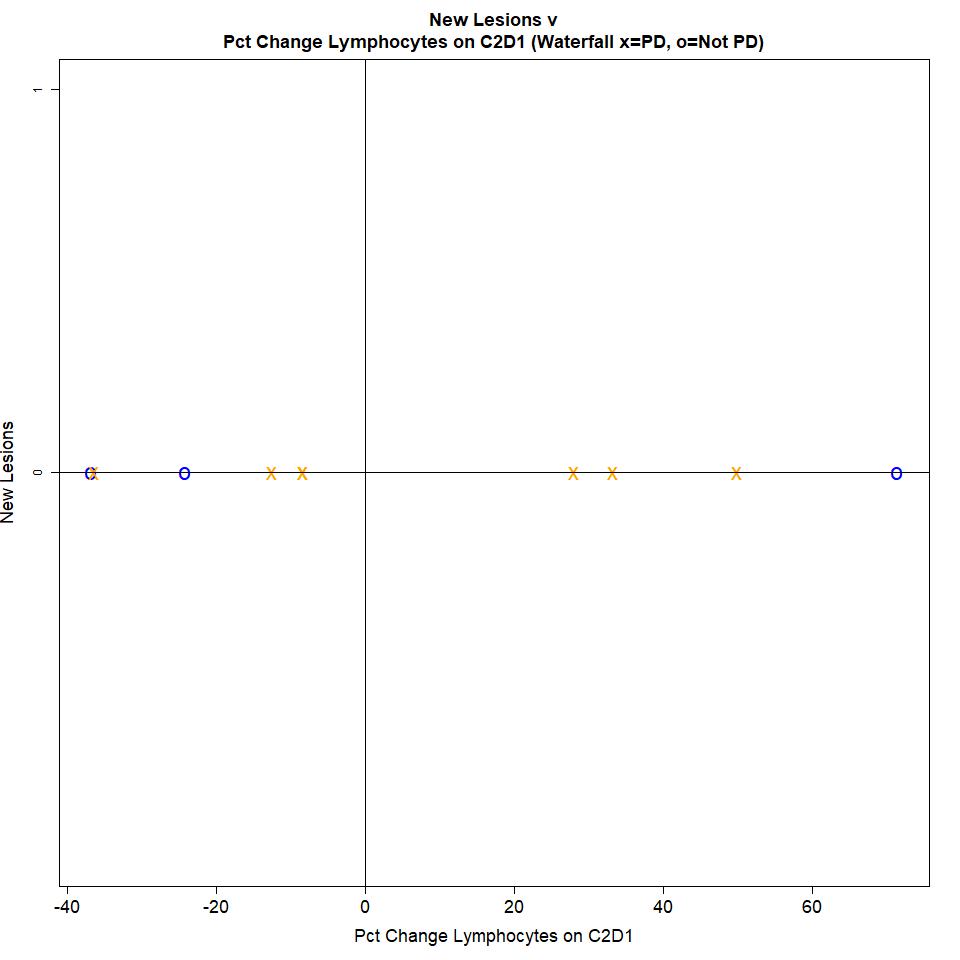 New Lesions v
Pct Change Lymphocytes on C2D1 (Waterfall x=PD, o=Not PD)
1
New Lesions
0
o x o x x x x x o
-40 -20 0 20 40 60
Pct Change Lymphocytes on C2D1